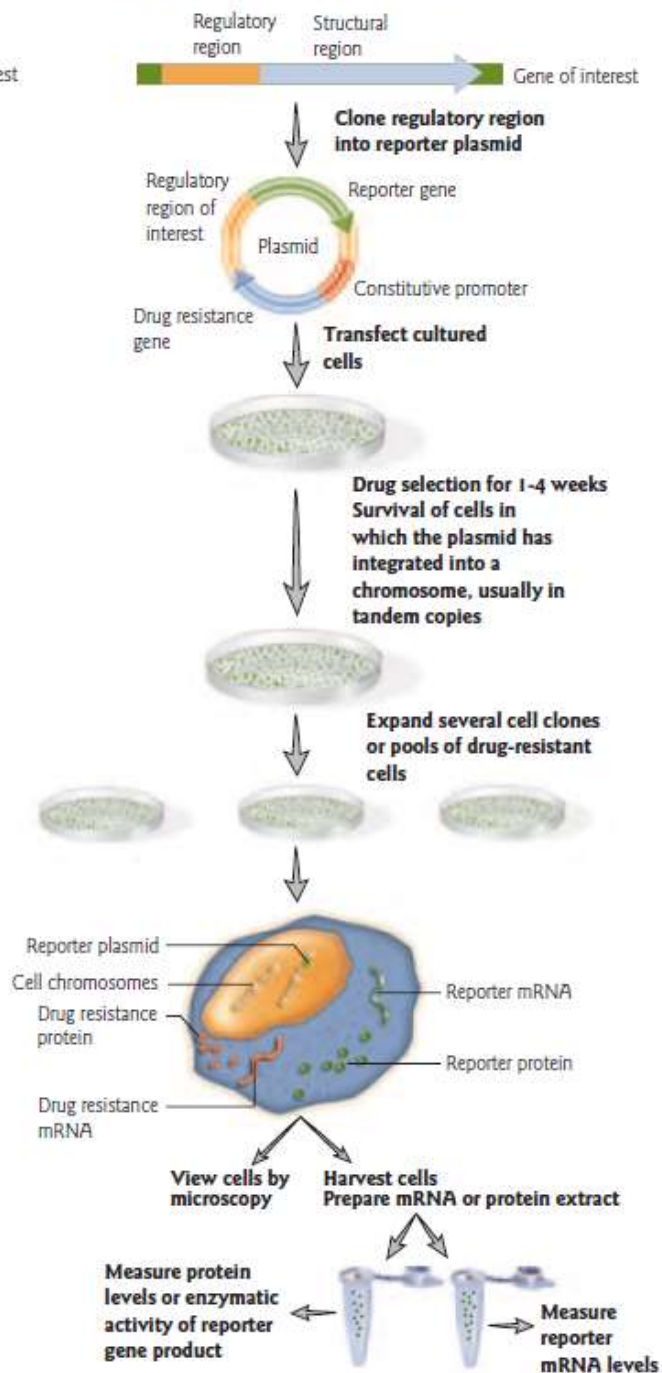 Regulatory
region
Structural
region
est
Gene of interest
Clone regulatory region
into reporter plasmid
Regulatory
region of
interest
Reporter gene
Plasmid
Constitutive promoter
Drug resistance
gene
Transfect cultured
cells
Drug selection for 1-4 weeks
Survival of cells in
which the plasmid has
integrated into a
chromosome, usually in
tandem copies
Expand several cell clones
or pools of drug-resistant
cells
Reporter plasmid
Cell chromosomes
Drug resistance
protein
Drug resistance
mRNA
Reporter mRNA
Reporter protein
View cells by
microscopy
Harvest cells
Prepare mRNA or protein extract
Measure protein
levels or enzymatic
activity of reporter
gene product
Measure
reporter
mRNA levels